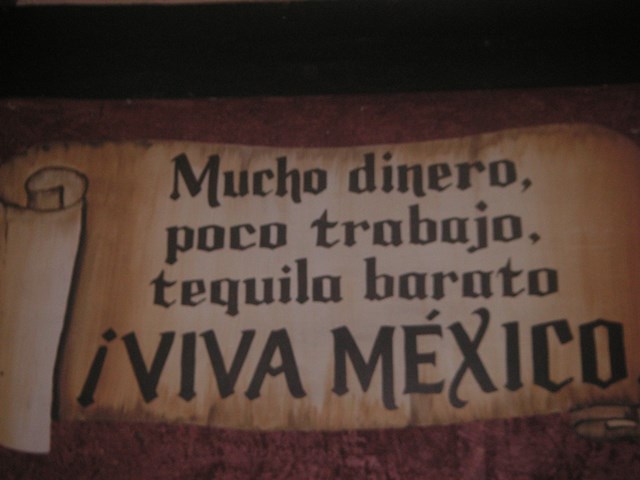 Mucho dinero,
poco trabajo,
tequila barato
¡VIVA MÉXICO